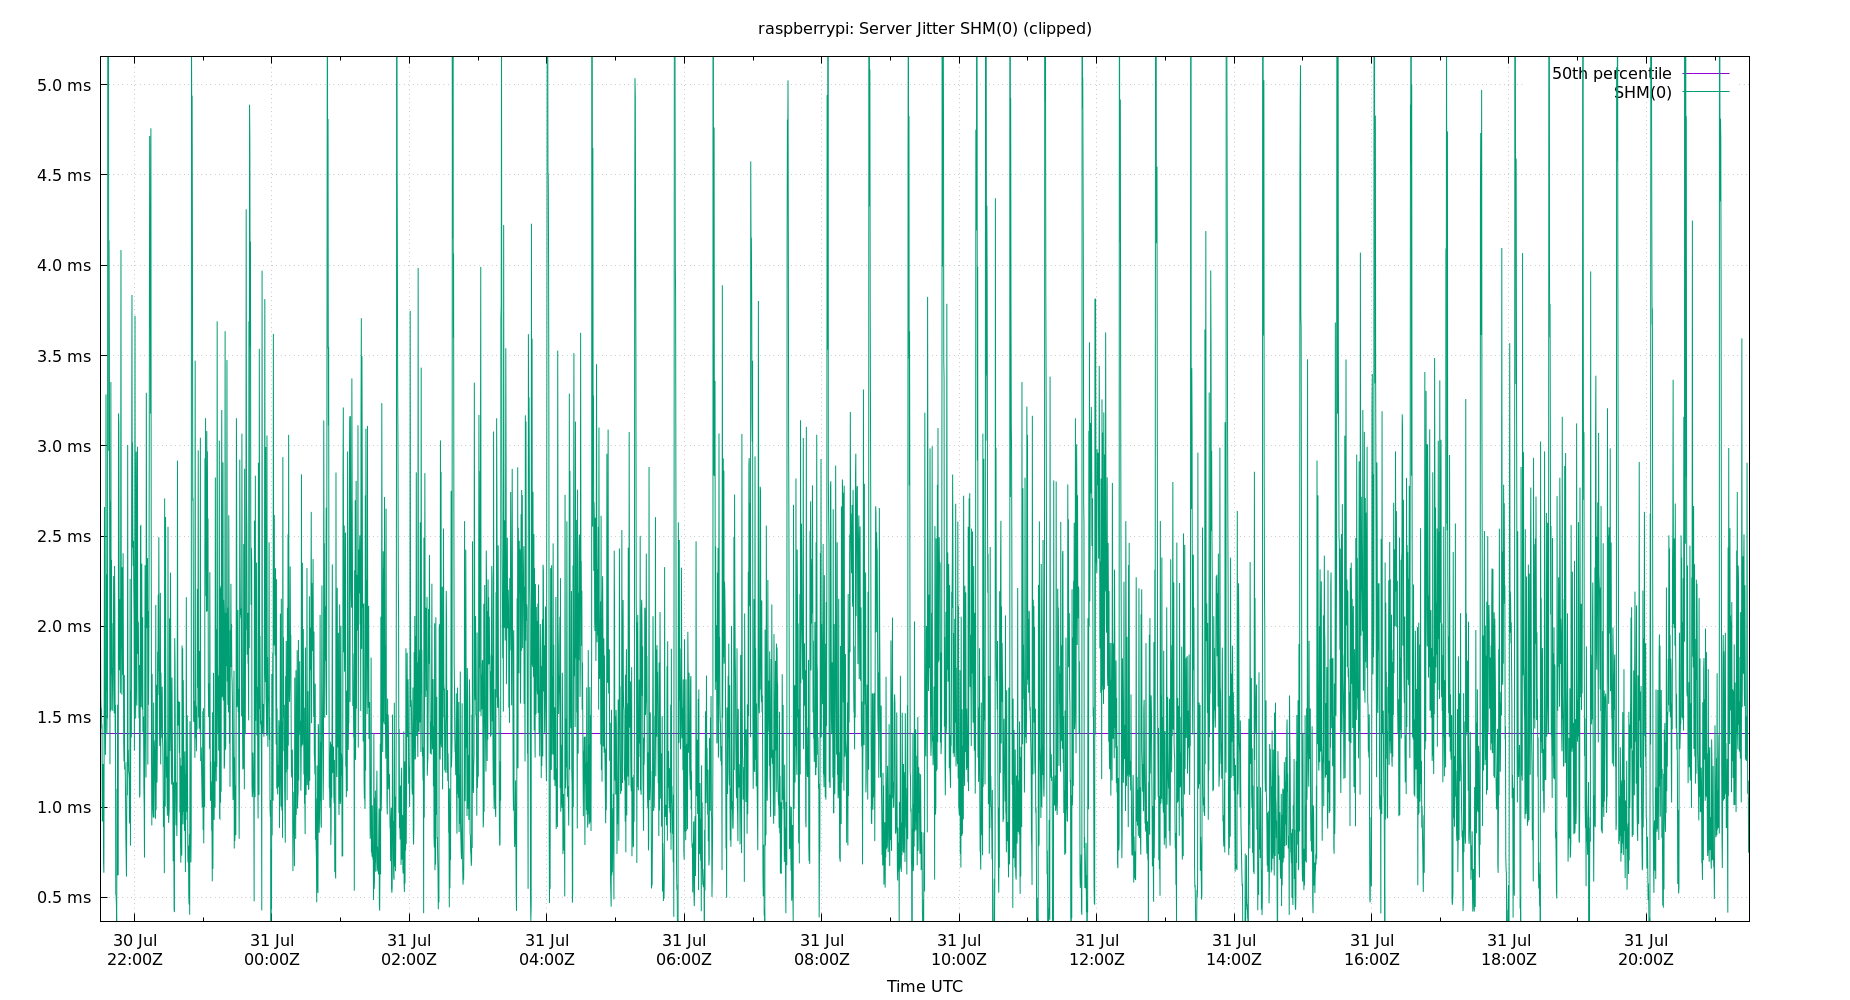 raspberrypi: Server Jitter SHM(0) (clipped)
50th percentile
SHM(0)
5.0 ms
4.5 ms
4.0 ms
3.5 ms
3.0 ms
2.5 ms
2.0 ms
1.5 ms
1.0 ms
0.5 ms
30 Jul 31 Jul 31 Jul 31 Jul 31 Jul 31 Jul 31 Jul 31 Jul 31 Jul 31 Jul 31 Jul 31 Jul
22:00Z 00:00Z 02:00Z 04:00Z 06:00Z 08:00Z 10:00Z 12:00Z 14:00Z 16:00Z 18:00Z 20:00Z
Time UTC